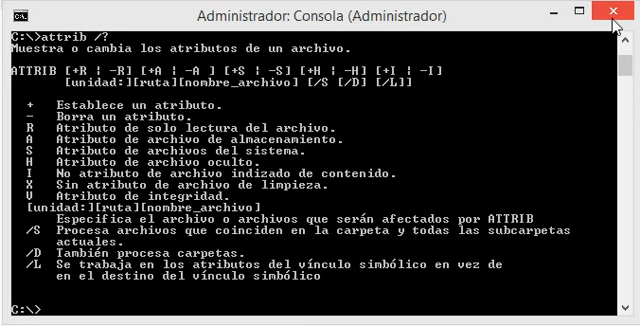 Administrador: Consola (Administrador)
C:\>attrib /?
Muestra o cambia los atributos de un archivo.
ATTRIB [+R ¦ -R] [+A ¦ -A ] [+S ¦ -S] [+H ¦ -H] [+I ¦ -I]
[unidad:][ruta][nombre_archivo] [/S [/D] [/L]]
+ Establece un atributo.
- Borra un atributo.
R Atributo de solo lectura del archivo.
A Atributo de archivo de almacenamiento.
S Atributo de archivos del sistema.
H Atributo de archivo oculto.
I No atributo de archivo indizado de contenido.
X Sin atributo de archivo de limpieza.
V Atributo de integridad.
[unidad:][ruta][nombre_archivo]
Especifica el archivo o archivos que serán afectados por ATTRIB
/S Procesa archivos que coinciden en la carpeta y todas las subcarpetas
actuales.
/D También procesa carpetas.
/L Se trabaja en los atributos del vínculo simbólico en vez de
en el destino del vínculo simbólico
C:\>